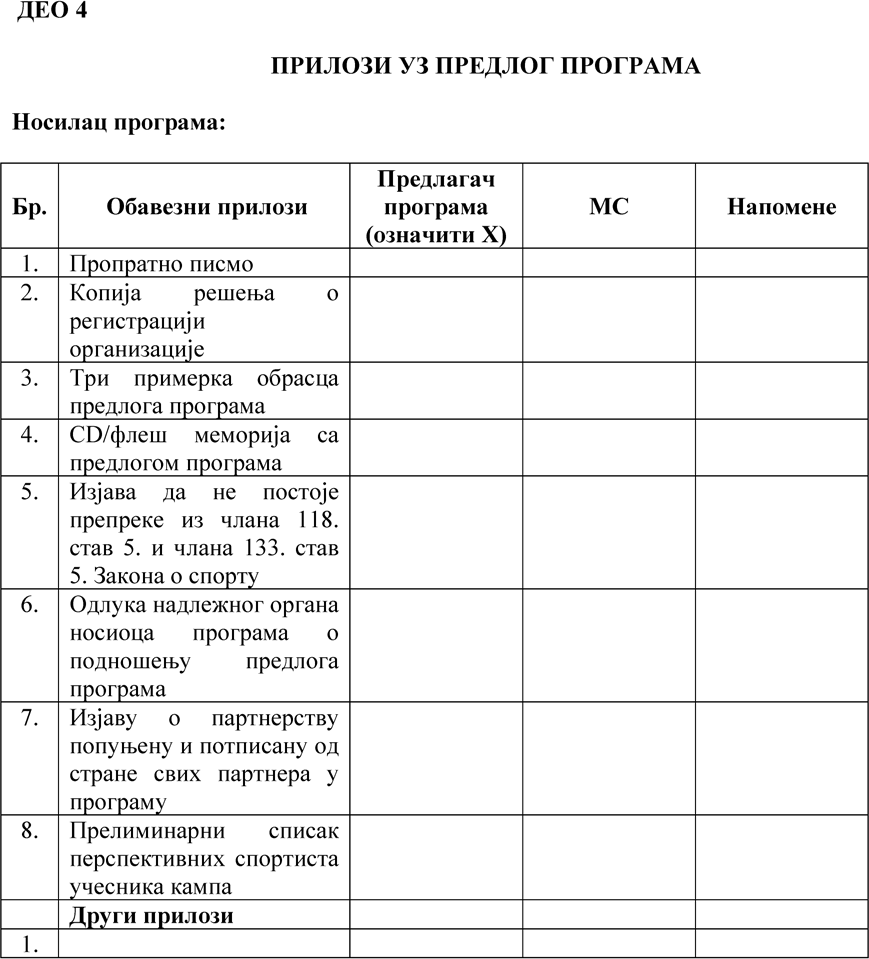 ДЕО 4
ПРИЛОЗИ УЗ ПРЕДЛОГ ПРОГРАМА
Носилац програма:
Бр.
Обавезни прилози
Предлагач
програма
(означити X)
МС
Напомене
1.
Пропратно писмо
2.
Копија решења о
регистрацији
организације
3.
Три примерка обрасца
предлога програма
4.
CD/флеш меморија са
предлогом програма
5.
Изјава да не постоје
препреке из члана 118.
став 5. и члана 133. став
5. Закона о спорту
6.
Одлука надлежног органа
носиоца програма о
подношењу предлога
програма
7.
Изјаву о партнерству
попуњену и потписану од
стране свих партнера у
програму
8.
Прелиминарни списак
перспективних спортиста
учесника кампа
Други прилози
1.